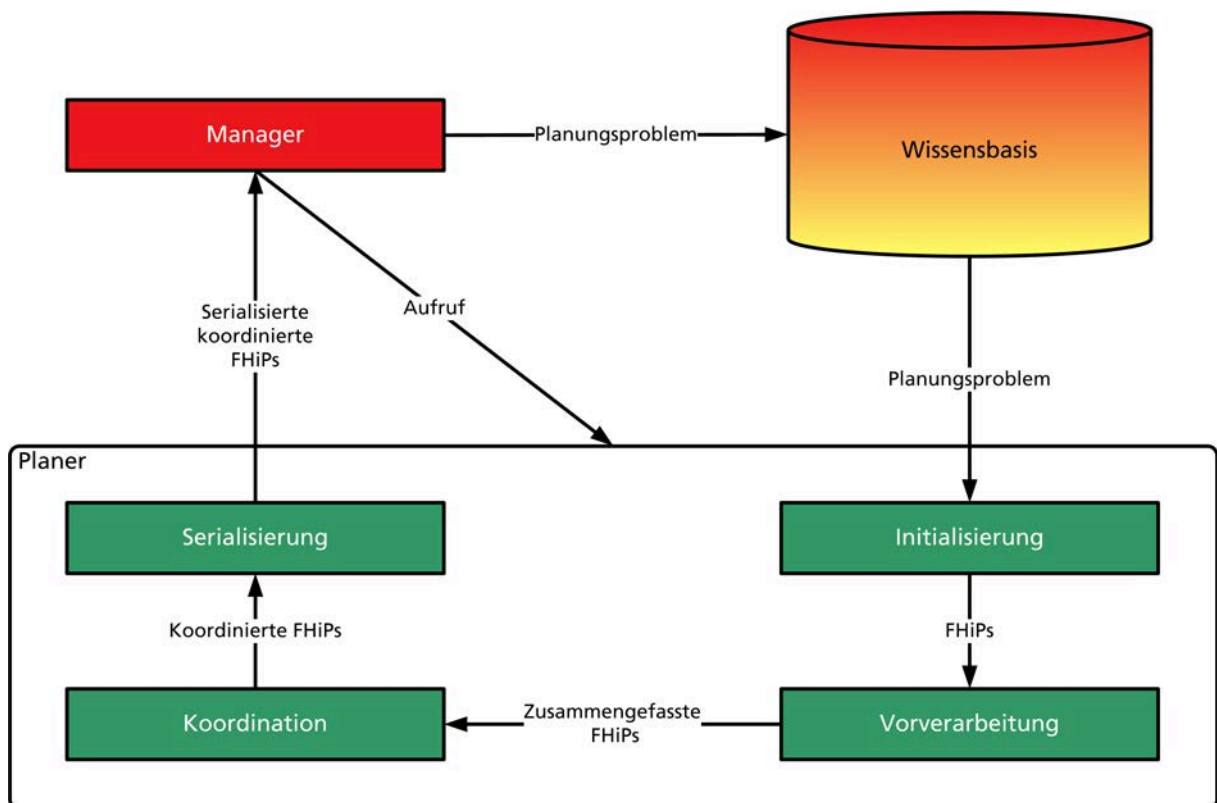 Manager
Planungsproblem
Wissensbasis
Serialisierte
koordinierte
FHiPs
Aufruf
Planungsproblem
Planer
Serialisierung
Initialisierung
Koordinierte FHiPs
FHiPs
Koordination
Zusammengefasste
FHiPs
Vorverarbeitung